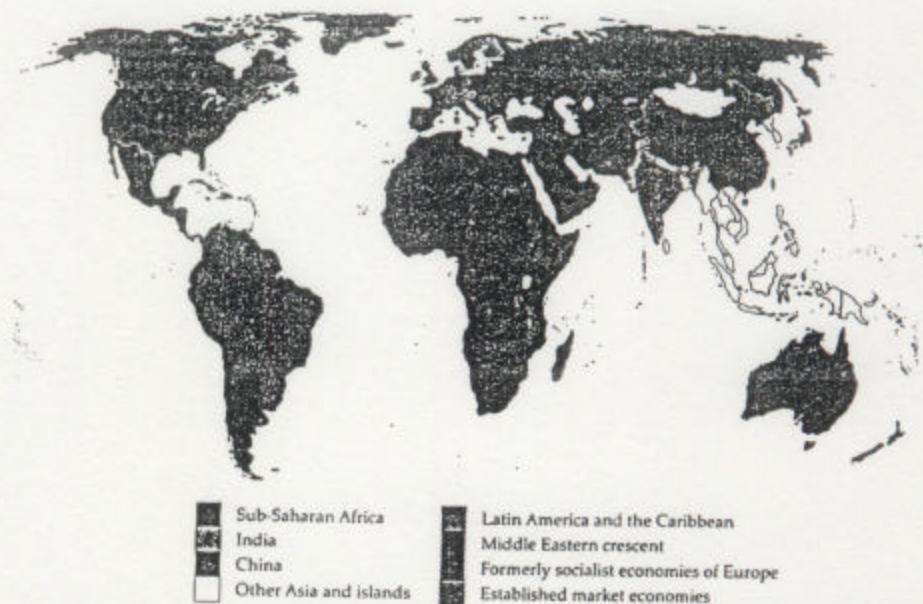 Sub-Saharan Africa
India
China
Other Asia and islands
Latin America and the Caribbean
Middle Eastern crescent
Formerly socialist economies of Europe
Established market economies